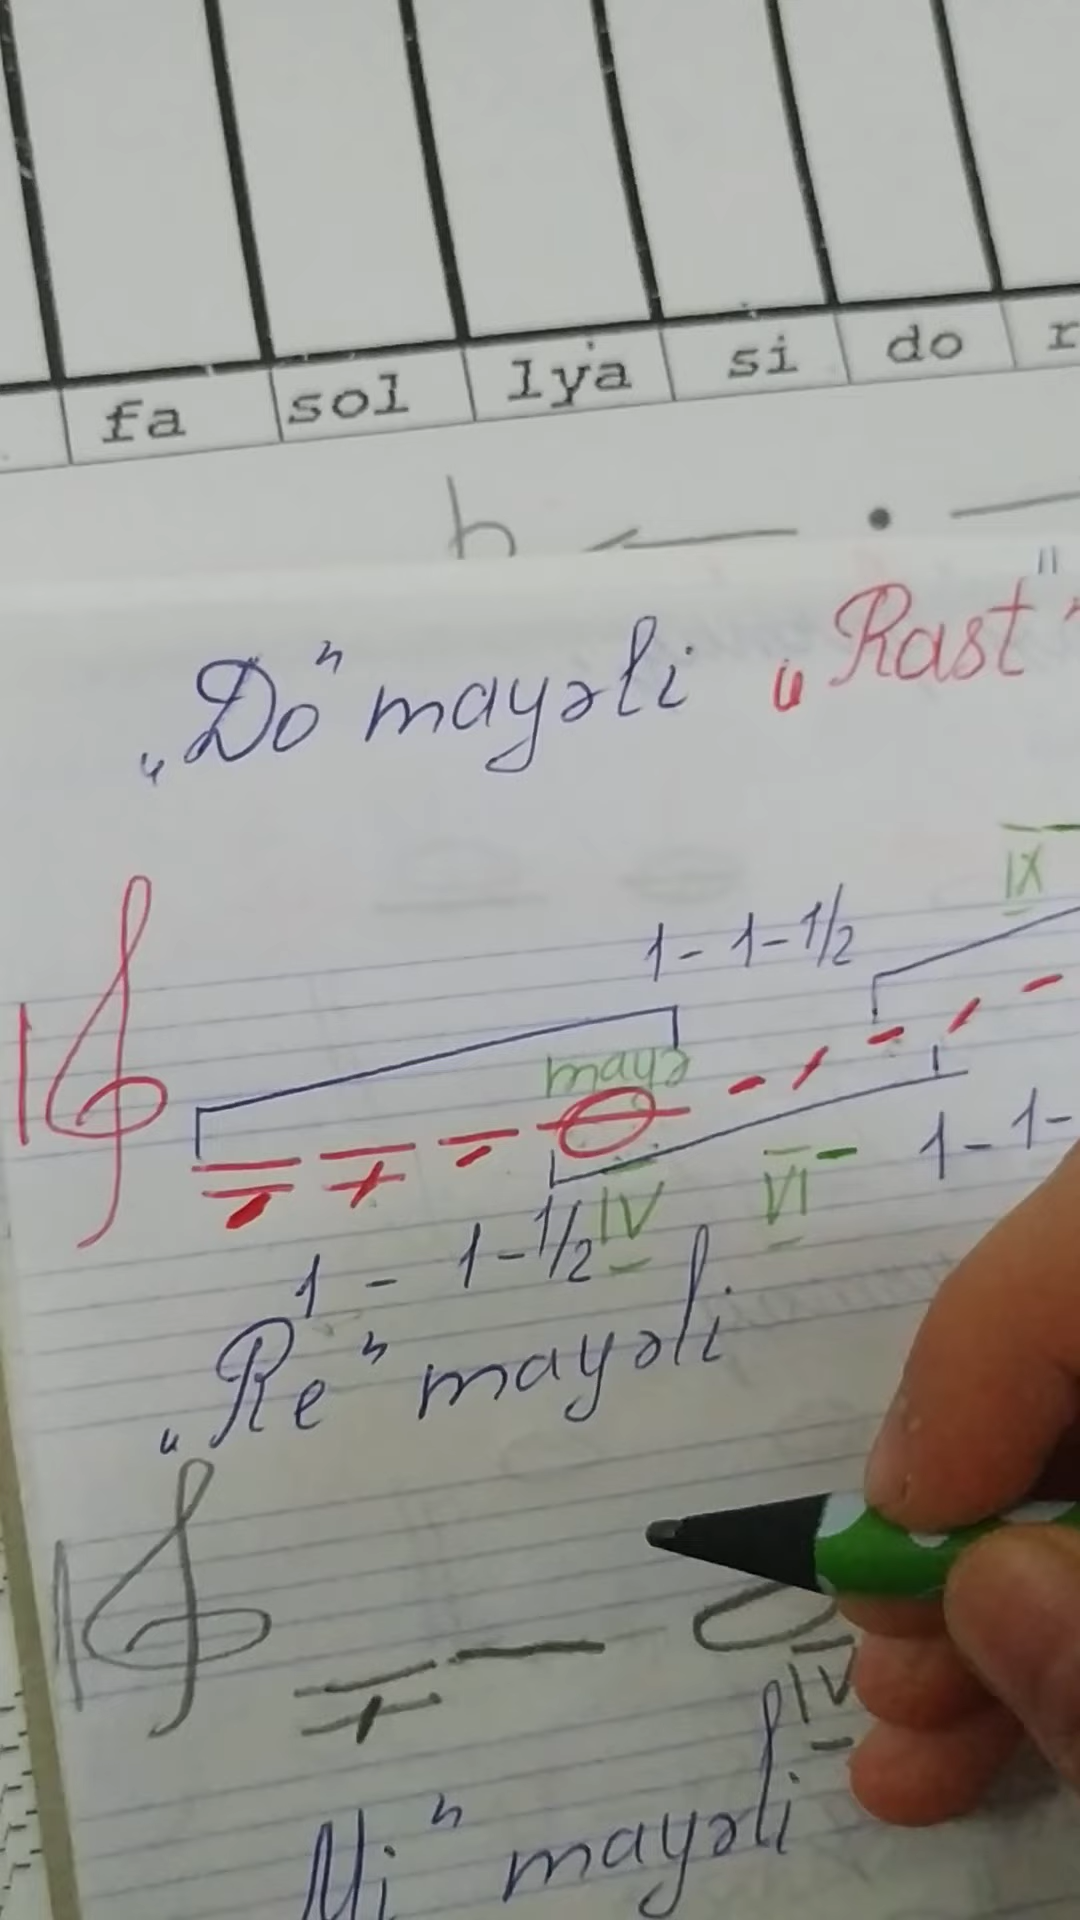 fa sol lya si do r
„Do" mayəli „Rast"
IX
1 - 1 - 1/2
mayə
1 - 1 -
1 - 1 - 1/2 IV VI
„Re" mayəli
IV
Mi" mayəli